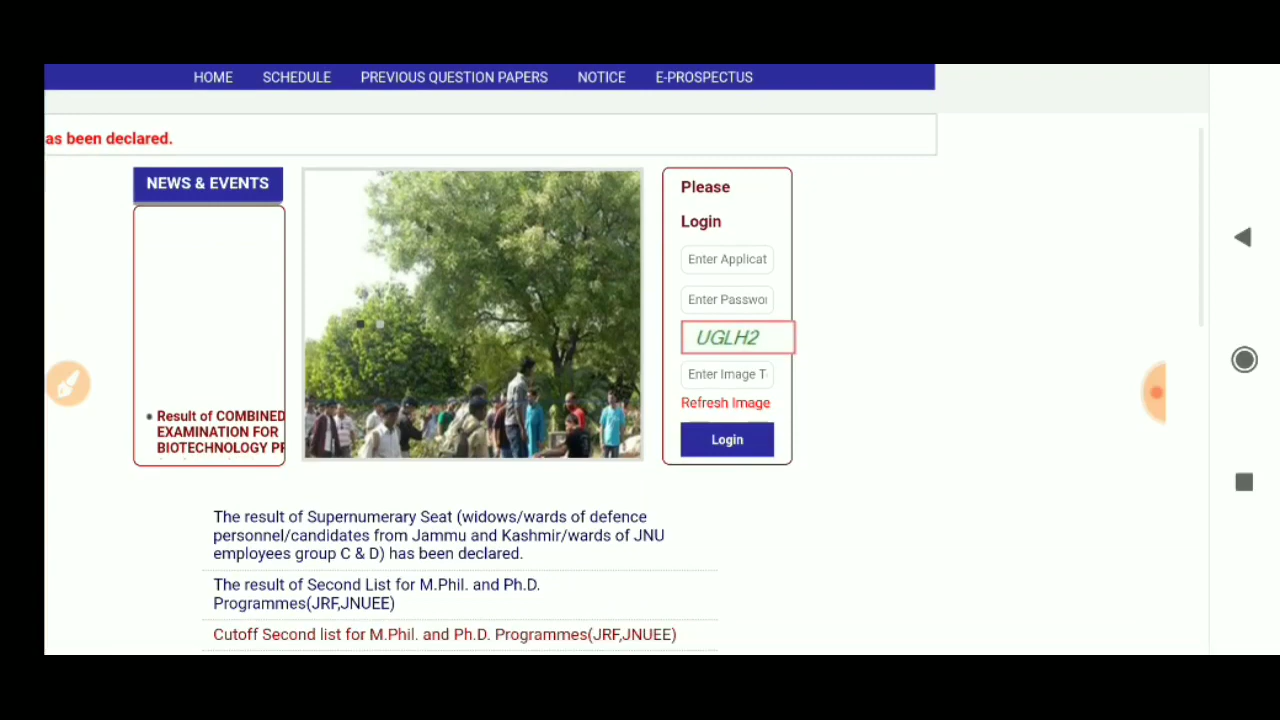 HOME SCHEDULE PREVIOUS QUESTION PAPERS NOTICE E-PROSPECTUS
as been declared.
NEWS & EVENTS
Result of COMBINED
EXAMINATION FOR
BIOTECHNOLOGY PR
Please
Login
Enter Applicat
Enter Passwor
UGLH2
Enter Image T
Refresh Image
Login
The result of Supernumerary Seat (widows/wards of defence
personnel/candidates from Jammu and Kashmir/wards of JNU
employees group C & D) has been declared.
The result of Second List for M.Phil. and Ph.D.
Programmes(JRF,JNUEE)
Cutoff Second list for M.Phil. and Ph.D. Programmes(JRF,JNUEE)